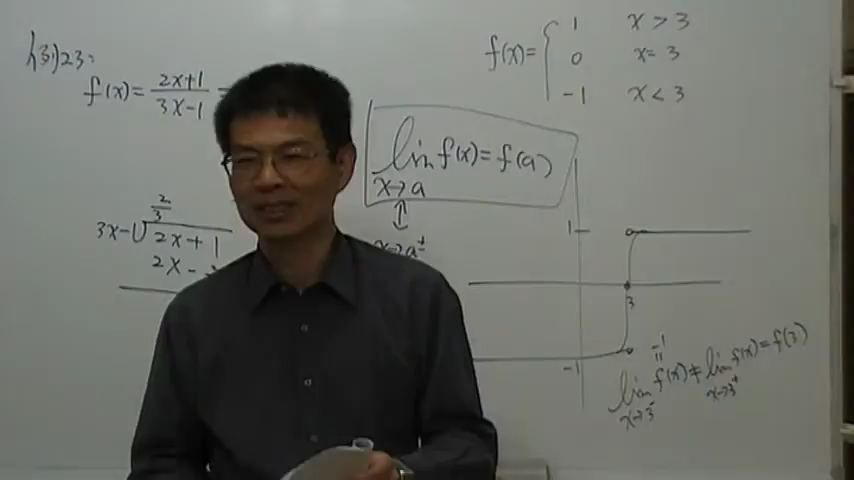 例3.23:
f(x) = 2x+1 / 3x-1 =
f(x) = { 1 x > 3
0 x = 3
-1 x < 3
lim f(x) = f(a)
x→a
x→a⁺
2/3
3x-1 2x+1
2x -
1
3
-1
-1
lim f(x) ≠ lim f(x) = f(3)
x→3⁻ x→3⁺